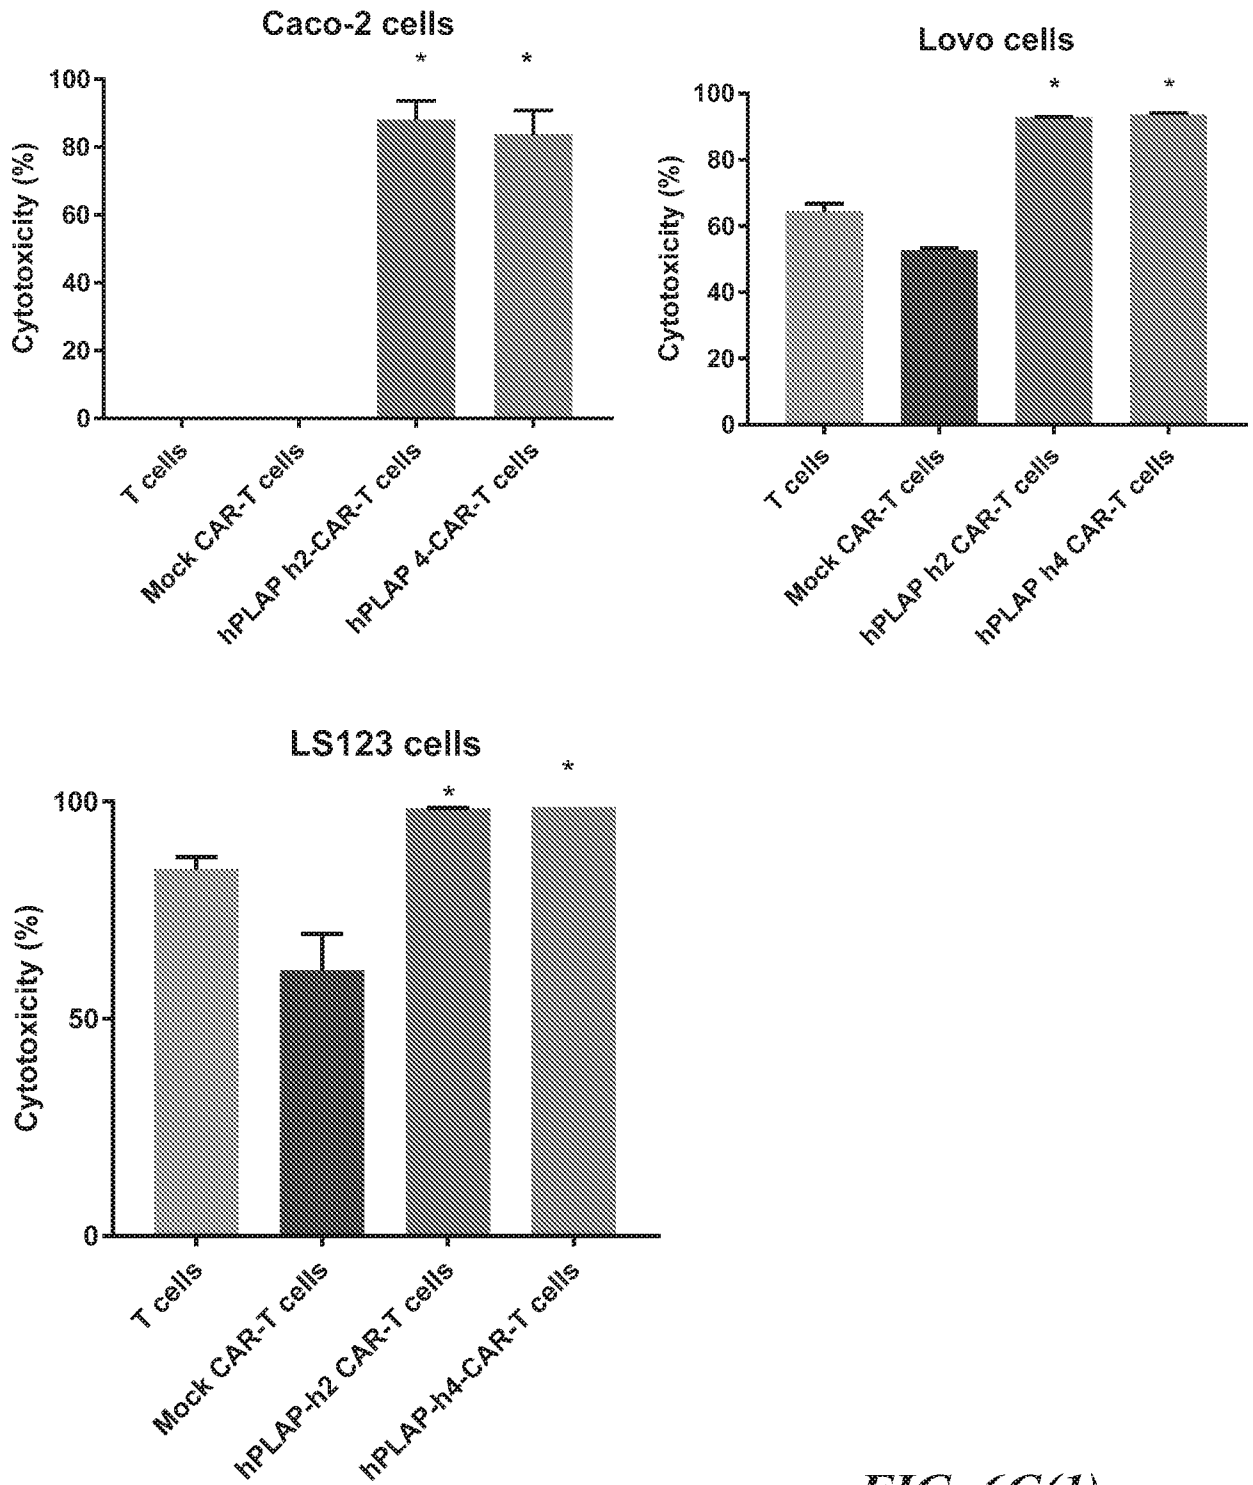 Caco-2 cells
* *
Cytotoxicity (%)
100
80
60
40
20
0
T cells
Mock CAR-T cells
hPLAP h2-CAR-T cells
hPLAP 4-CAR-T cells
Lovo cells
* *
Cytotoxicity (%)
100
80
60
40
20
0
T cells
Mock CAR-T cells
hPLAP h2 CAR-T cells
hPLAP h4 CAR-T cells
LS123 cells
* *
Cytotoxicity (%)
100
50
0
T cells
Mock CAR-T cells
hPLAP-h2 CAR-T cells
hPLAP-h4-CAR-T cells